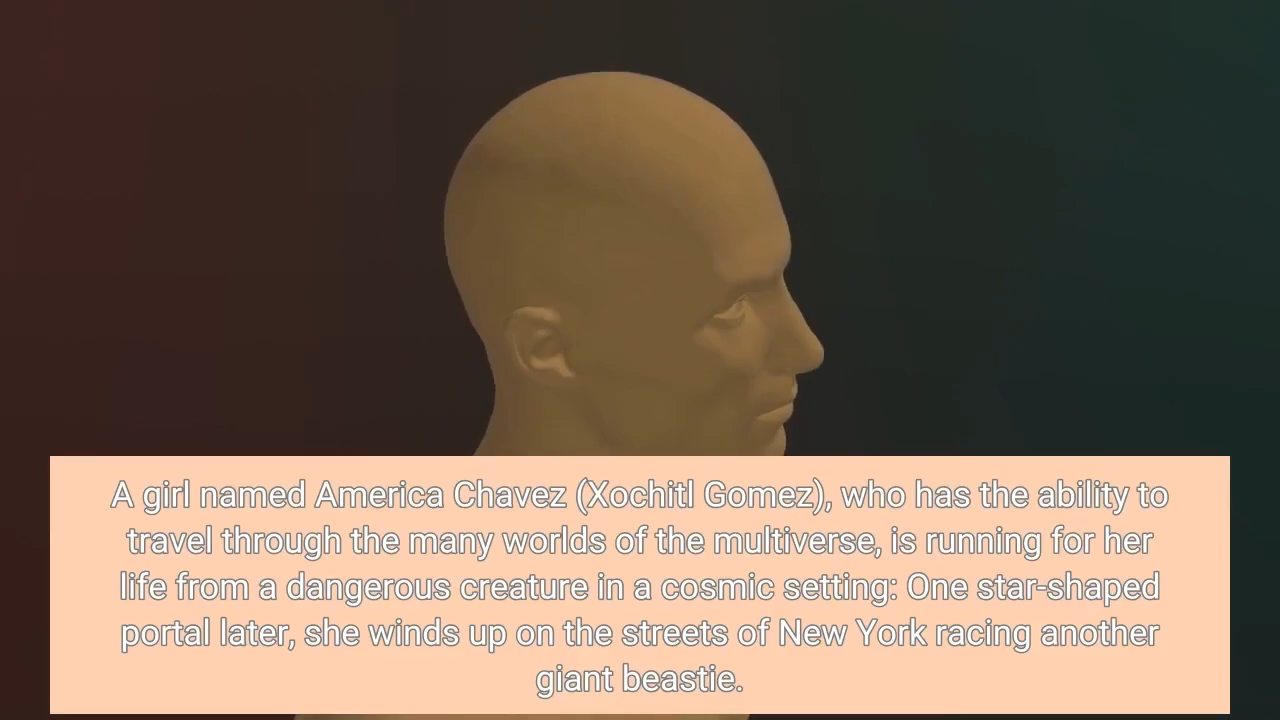 A girl named America Chavez (Xochitl Gomez), who has the ability to
travel through the many worlds of the multiverse, is running for her
life from a dangerous creature in a cosmic setting: One star-shaped
portal later, she winds up on the streets of New York racing another
giant beastie.